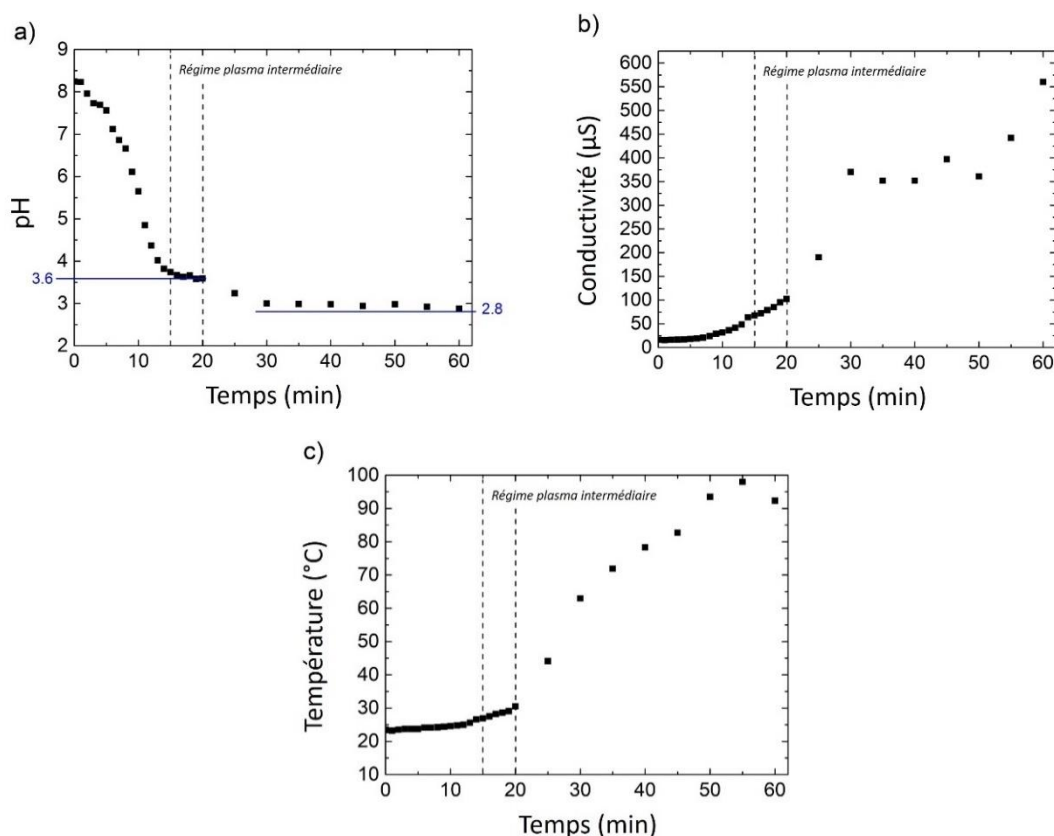 a)
9
8
7
6
5
4
3
2
3.6
2.8
Régime plasma intermédiaire
pH
0 10 20 30 40 50 60
Temps (min)
b)
600
550
500
450
400
350
300
250
200
150
100
50
0
Régime plasma intermédiaire
Conductivité (µS)
0 10 20 30 40 50 60
Temps (min)
c)
100
90
80
70
60
50
40
30
20
10
Régime plasma intermédiaire
Température (°C)
0 10 20 30 40 50 60
Temps (min)